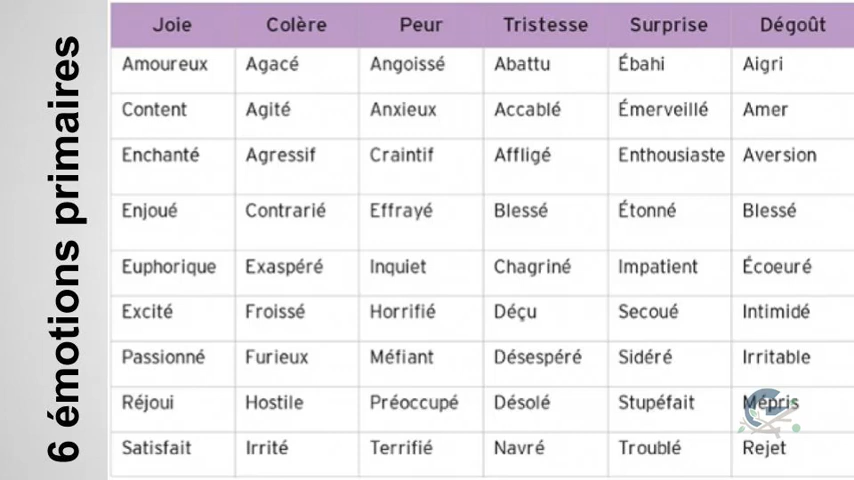 6 émotions primaires
Joie Colère Peur Tristesse Surprise Dégoût
Amoureux Agacé Angoissé Abattu Ébahi Aigri
Content Agité Anxieux Accablé Émerveillé Amer
Enchanté Agressif Craintif Affligé Enthousiaste Aversion
Enjoué Contrarié Effrayé Blessé Étonné Blessé
Euphorique Exaspéré Inquiet Chagriné Impatient Écoeuré
Excité Froissé Horrifié Déçu Secoué Intimidé
Passionné Furieux Méfiant Désespéré Sidéré Irritable
Réjoui Hostile Préoccupé Désolé Stupéfait Mépris
Satisfait Irrité Terrifié Navré Troublé Rejet